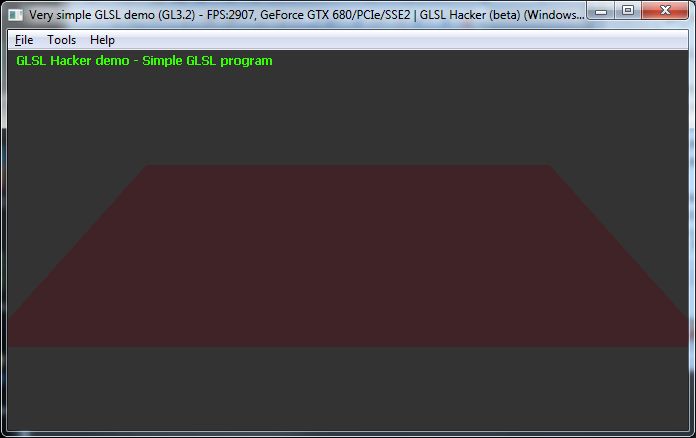 Very simple GLSL demo (GL3.2) - FPS:2907, GeForce GTX 680/PCIe/SSE2 | GLSL Hacker (beta) (Windows...
File Tools Help
GLSL Hacker demo - Simple GLSL program